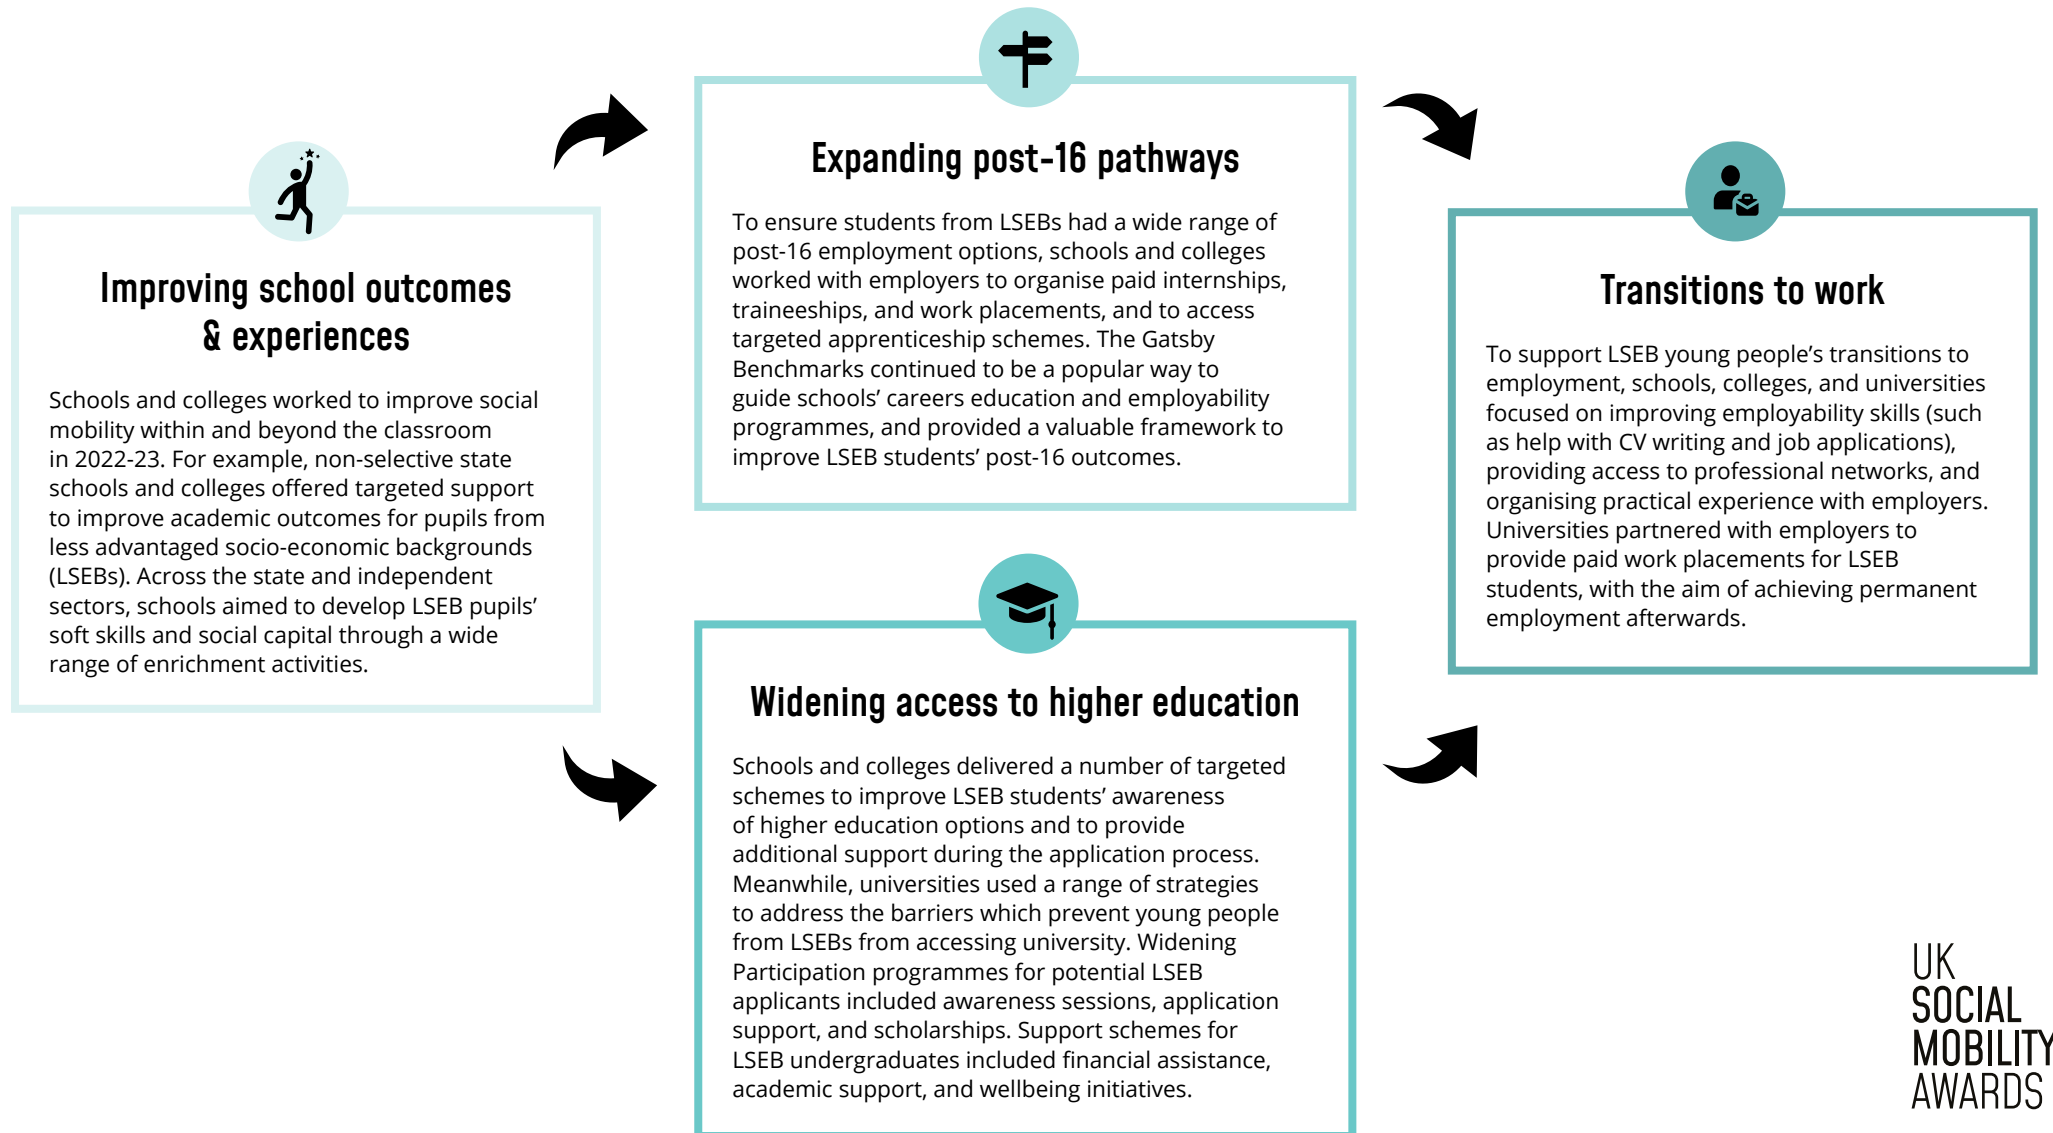 Improving school outcomes
& experiences
Schools and colleges worked to improve social
mobility within and beyond the classroom
in 2022-23. For example, non-selective state
schools and colleges offered targeted support
to improve academic outcomes for pupils from
less advantaged socio-economic backgrounds
(LSEBs). Across the state and independent
sectors, schools aimed to develop LSEB pupils’
soft skills and social capital through a wide
range of enrichment activities.
Expanding post-16 pathways
To ensure students from LSEBs had a wide range of
post-16 employment options, schools and colleges
worked with employers to organise paid internships,
traineeships, and work placements, and to access
targeted apprenticeship schemes. The Gatsby
Benchmarks continued to be a popular way to
guide schools’ careers education and employability
programmes, and provided a valuable framework to
improve LSEB students’ post-16 outcomes.
Widening access to higher education
Schools and colleges delivered a number of targeted
schemes to improve LSEB students’ awareness
of higher education options and to provide
additional support during the application process.
Meanwhile, universities used a range of strategies
to address the barriers which prevent young people
from LSEBs from accessing university. Widening
Participation programmes for potential LSEB
applicants included awareness sessions, application
support, and scholarships. Support schemes for
LSEB undergraduates included financial assistance,
academic support, and wellbeing initiatives.
Transitions to work
To support LSEB young people’s transitions to
employment, schools, colleges, and universities
focused on improving employability skills (such
as help with CV writing and job applications),
providing access to professional networks, and
organising practical experience with employers.
Universities partnered with employers to
provide paid work placements for LSEB
students, with the aim of achieving permanent
employment afterwards.
UK
SOCIAL
MOBILITY
AWARDS